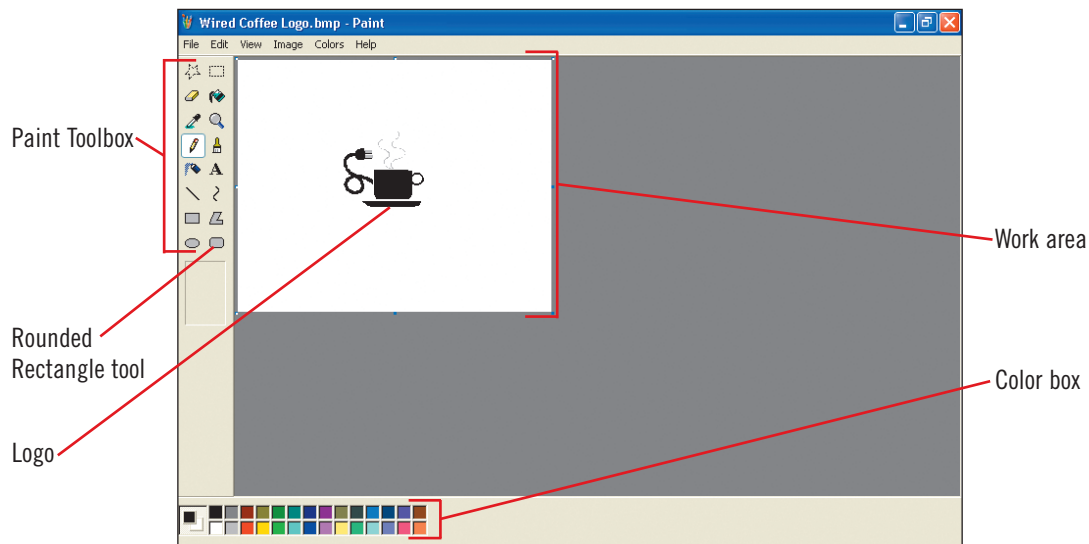 Wired Coffee Logo.bmp - Paint
File Edit View Image Colors Help
Paint Toolbox
A
Work area
Rounded
Rectangle tool
Color box
Logo